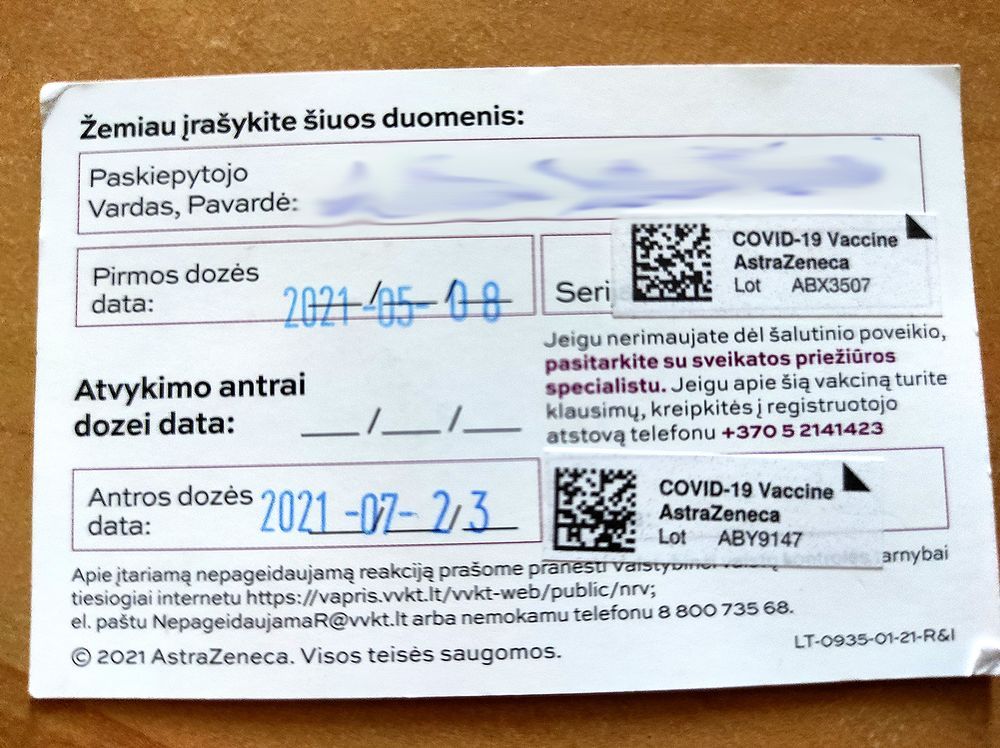 Žemiau įrašykite šiuos duomenis:
Paskiepytojo
Vardas, Pavardė:
Pirmos dozės
data: 2021-05-08
Seri
COVID-19 Vaccine
AstraZeneca
Lot ABX3507
Jeigu nerimaujate dėl šalutinio poveikio,
pasitarkite su sveikatos priežiūros
specialistu. Jeigu apie šią vakciną turite
klausimų, kreipkitės į registruotojo
atstovą telefonu +370 5 2141423
Atvykimo antrai
dozei data: __/__/__
Antros dozės
data: 2021-07-23
COVID-19 Vaccine
AstraZeneca
Lot ABY9147
Apie įtariamą nepageidaujamą reakciją prašome pranešti arnybai
tiesiogiai internetu https://vapris.vvkt.lt/vvkt-web/public/nrv;
el. paštu NepageidaujamaR@vvkt.lt arba nemokamu telefonu 8 800 735 68.
© 2021 AstraZeneca. Visos teisės saugomos.
LT-0935-01-21-R&I